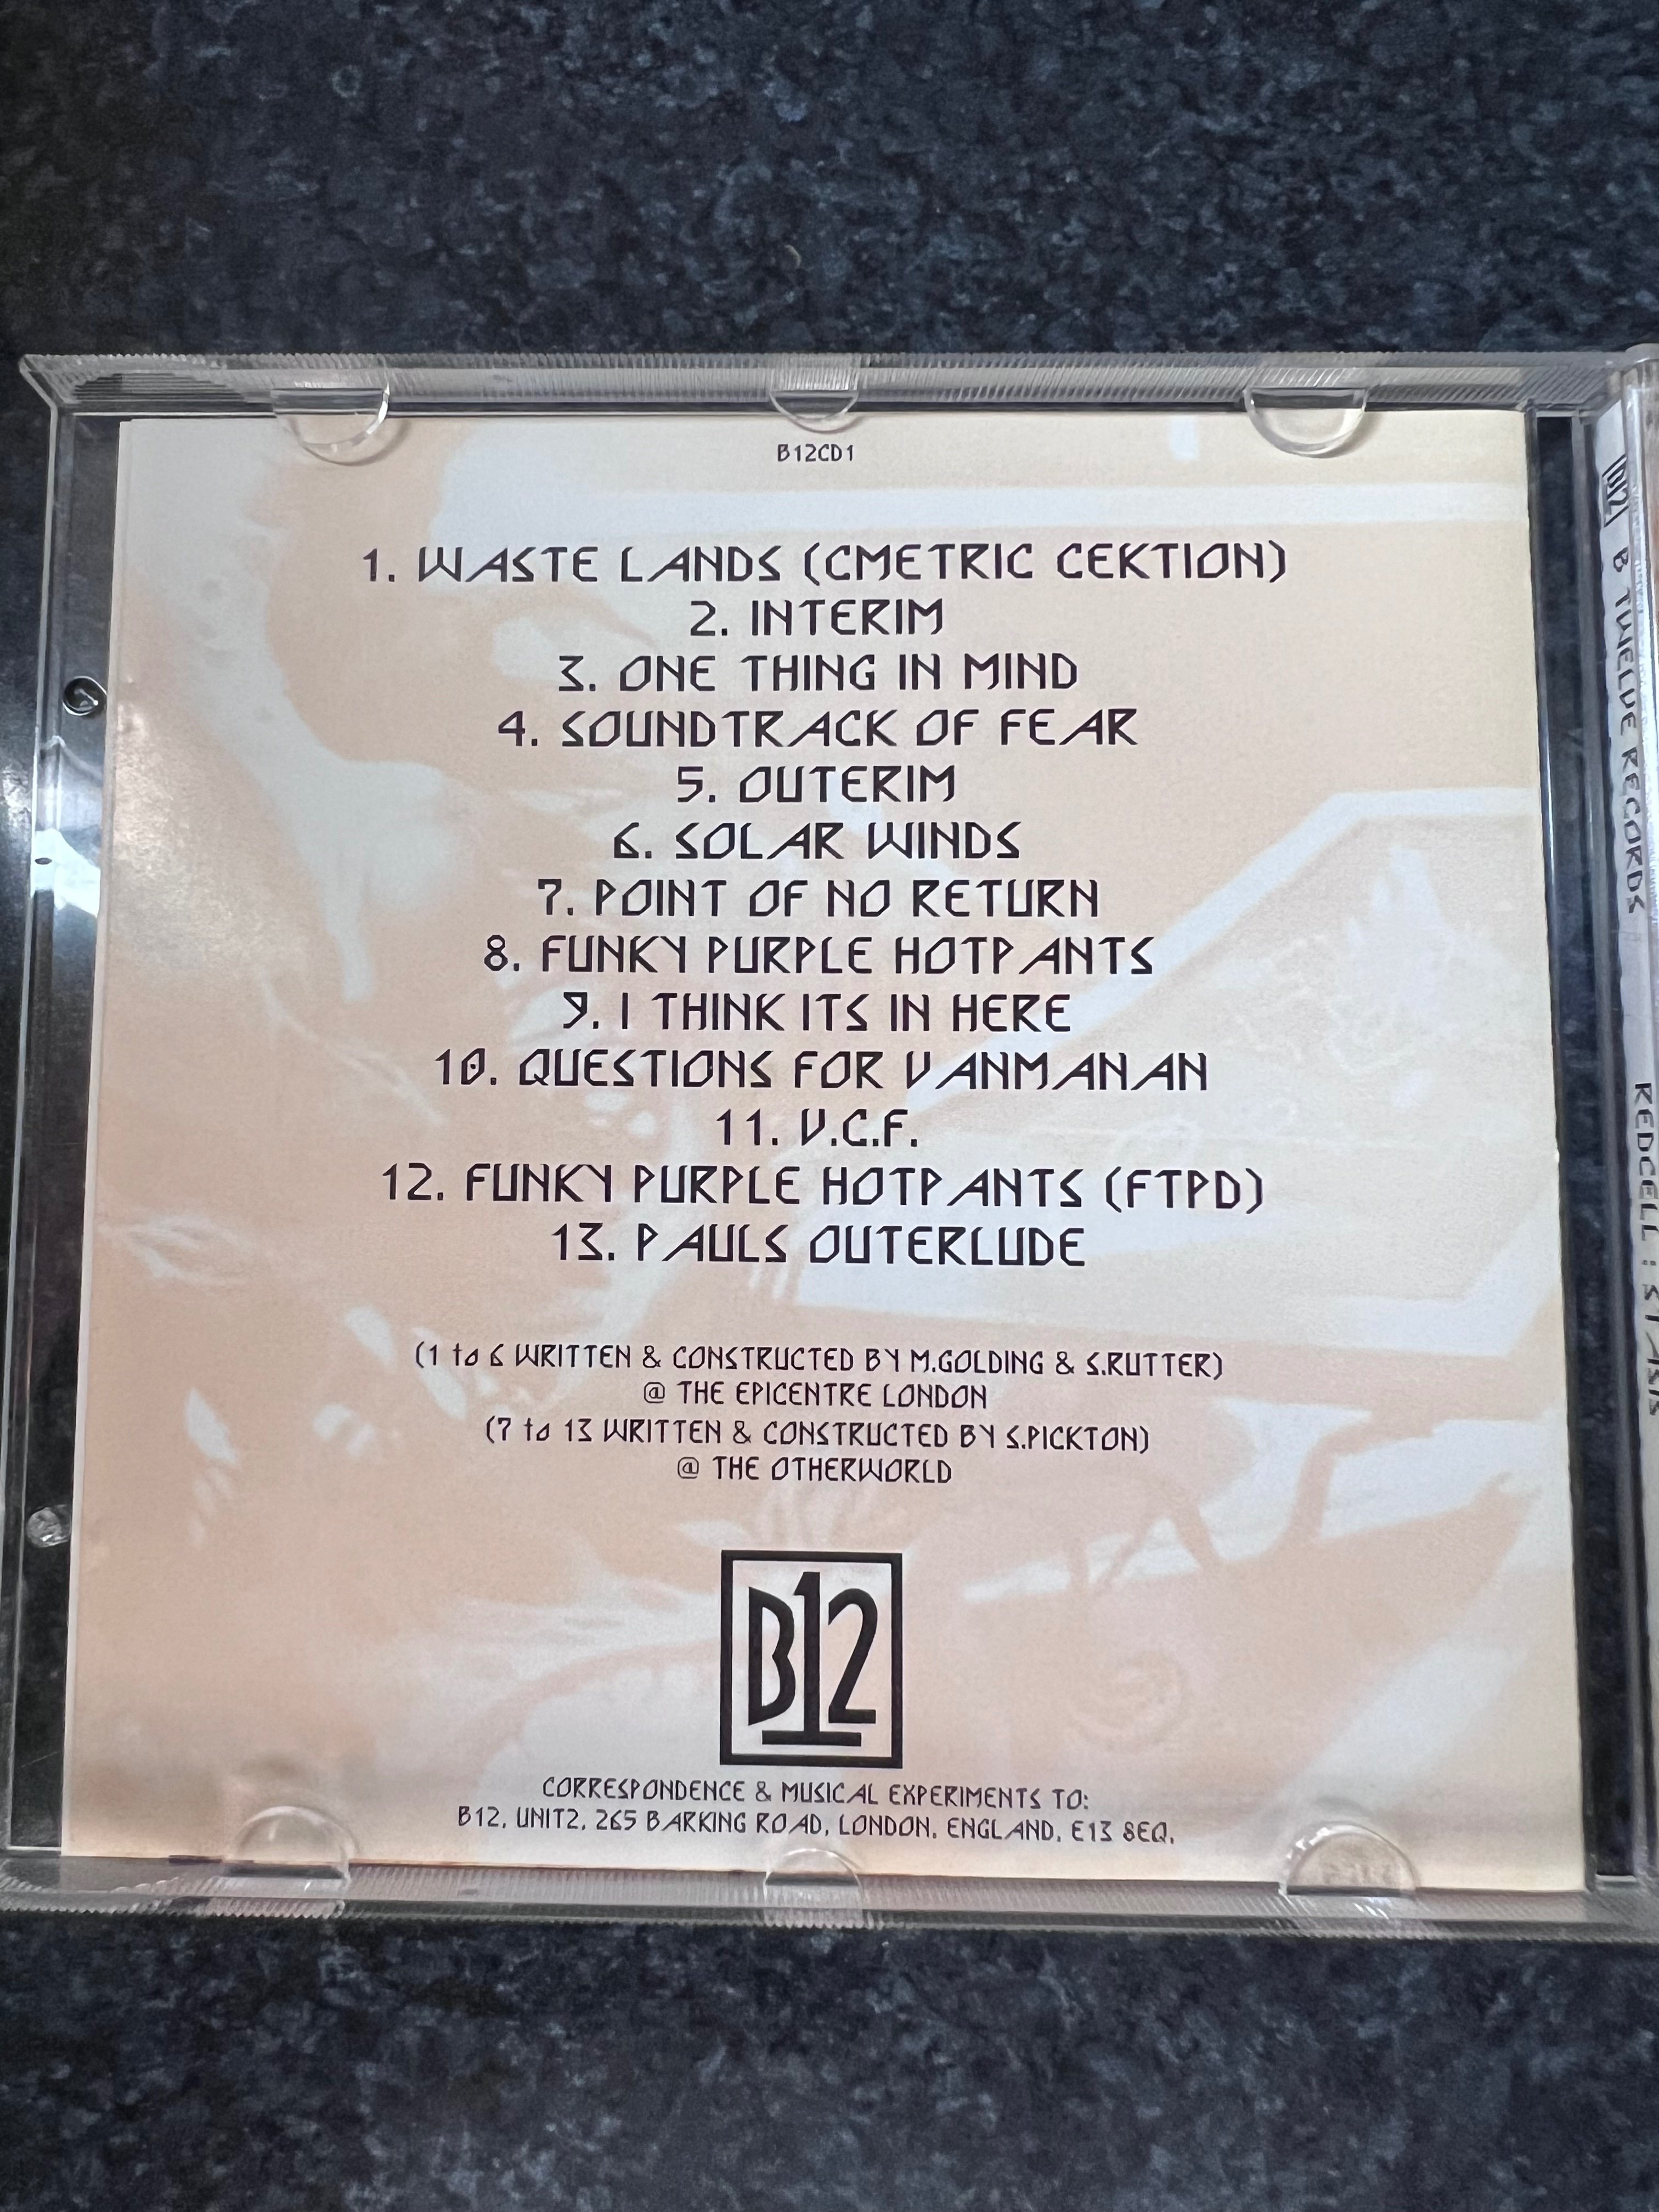 B12CD1
1. WASTE LANDS (CMETRIC CEKTION)
2. INTERIM
3. ONE THING IN MIND
4. SOUNDTRACK OF FEAR
5. OUTERIM
6. SOLAR WINDS
7. POINT OF NO RETURN
8. FUNKY PURPLE HOTPANTS
9. I THINK ITS IN HERE
10. QUESTIONS FOR VANMANAN
11. V.C.F.
12. FUNKY PURPLE HOTPANTS (FTPD)
13. PAULS OUTERLUDE
(1 to 6 WRITTEN & CONSTRUCTED BY M.GOLDING & S.RUTTER)
@ THE EPICENTRE LONDON
(7 to 13 WRITTEN & CONSTRUCTED BY S.PICKTON)
@ THE OTHERWORLD
B12
CORRESPONDENCE & MUSICAL EXPERIMENTS TO:
B12, UNIT2, 265 BARKING ROAD, LONDON, ENGLAND, E13 8EQ.
B12 B TWELVE RECORDS
REDCELL :